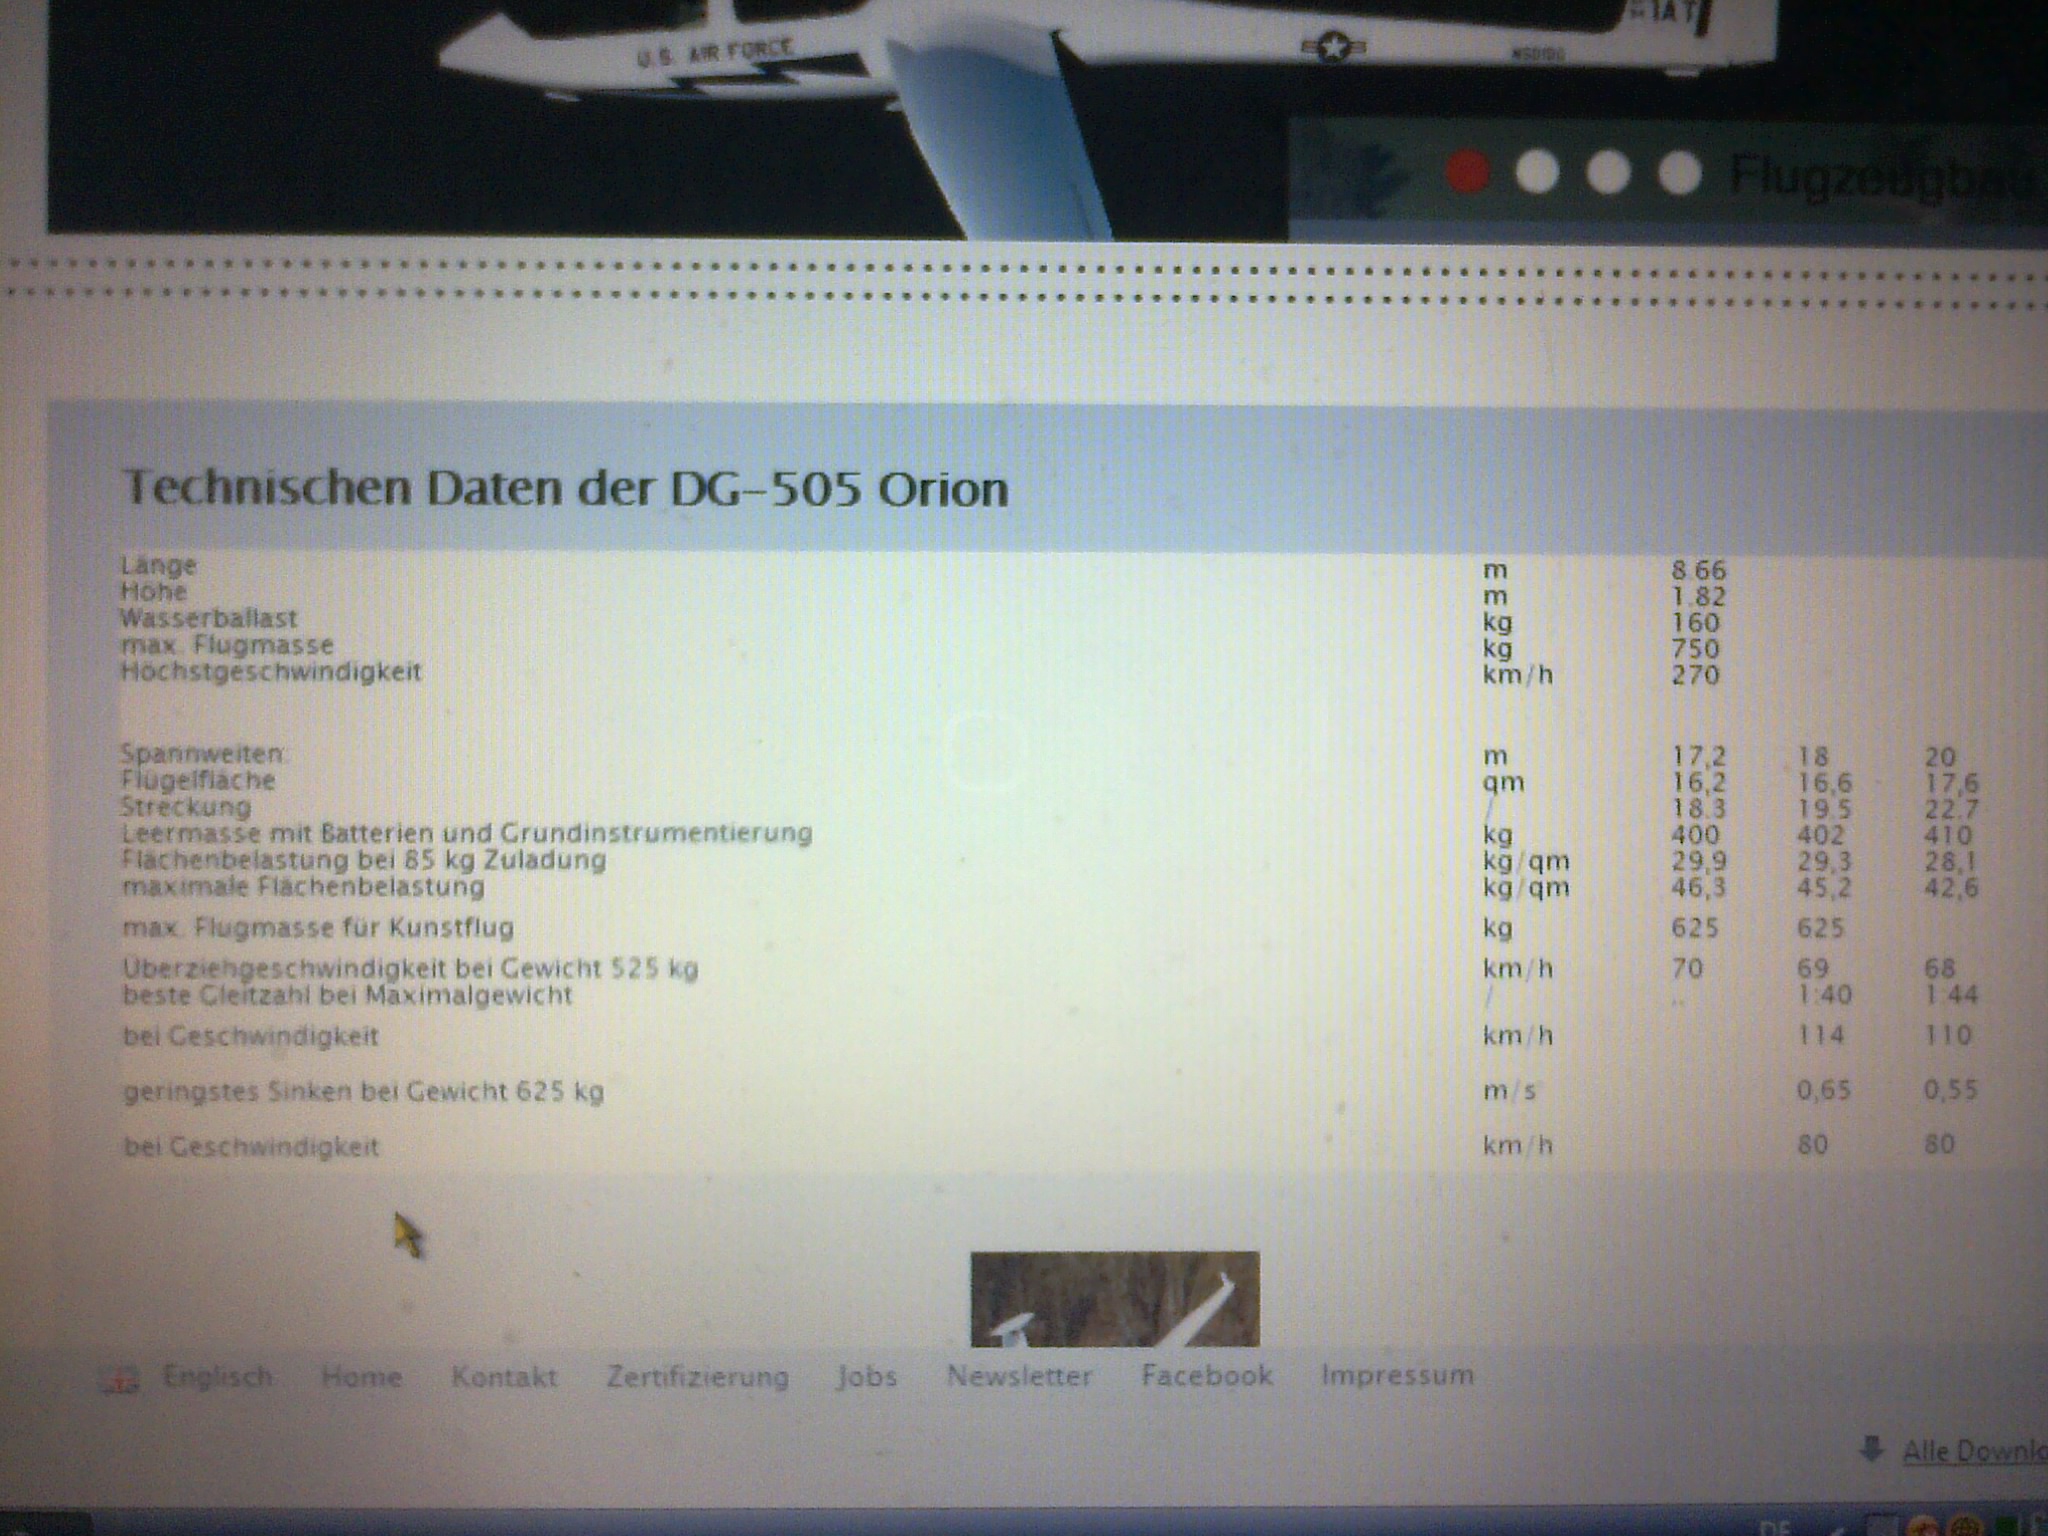 U.S. AIR FORCE
Technischen Daten der DG-505 Orion
Länge m 8.66
Höhe m 1.82
Wasserballast kg 160
max. Flugmasse kg 750
Höchstgeschwindigkeit km/h 270
Spannweiten: m 17,2 18 20
Flügelfläche qm 16,2 16,6 17,6
Streckung / 18.3 19.5 22.7
Leermasse mit Batterien und Grundinstrumentierung kg 400 402 410
Flächenbelastung bei 85 kg Zuladung kg/qm 29,9 29,3 28,1
maximale Flächenbelastung kg/qm 46,3 45,2 42,6
max. Flugmasse für Kunstflug kg 625 625
Überziehgeschwindigkeit bei Gewicht 525 kg km/h 70 69 68
beste Gleitzahl bei Maximalgewicht / .. 1:40 1:44
bei Geschwindigkeit km/h 114 110
geringstes Sinken bei Gewicht 625 kg m/s 0,65 0,55
bei Geschwindigkeit km/h 80 80
Englisch Home Kontakt Zertifizierung Jobs Newsletter Facebook Impressum
Alle Downlo
DE